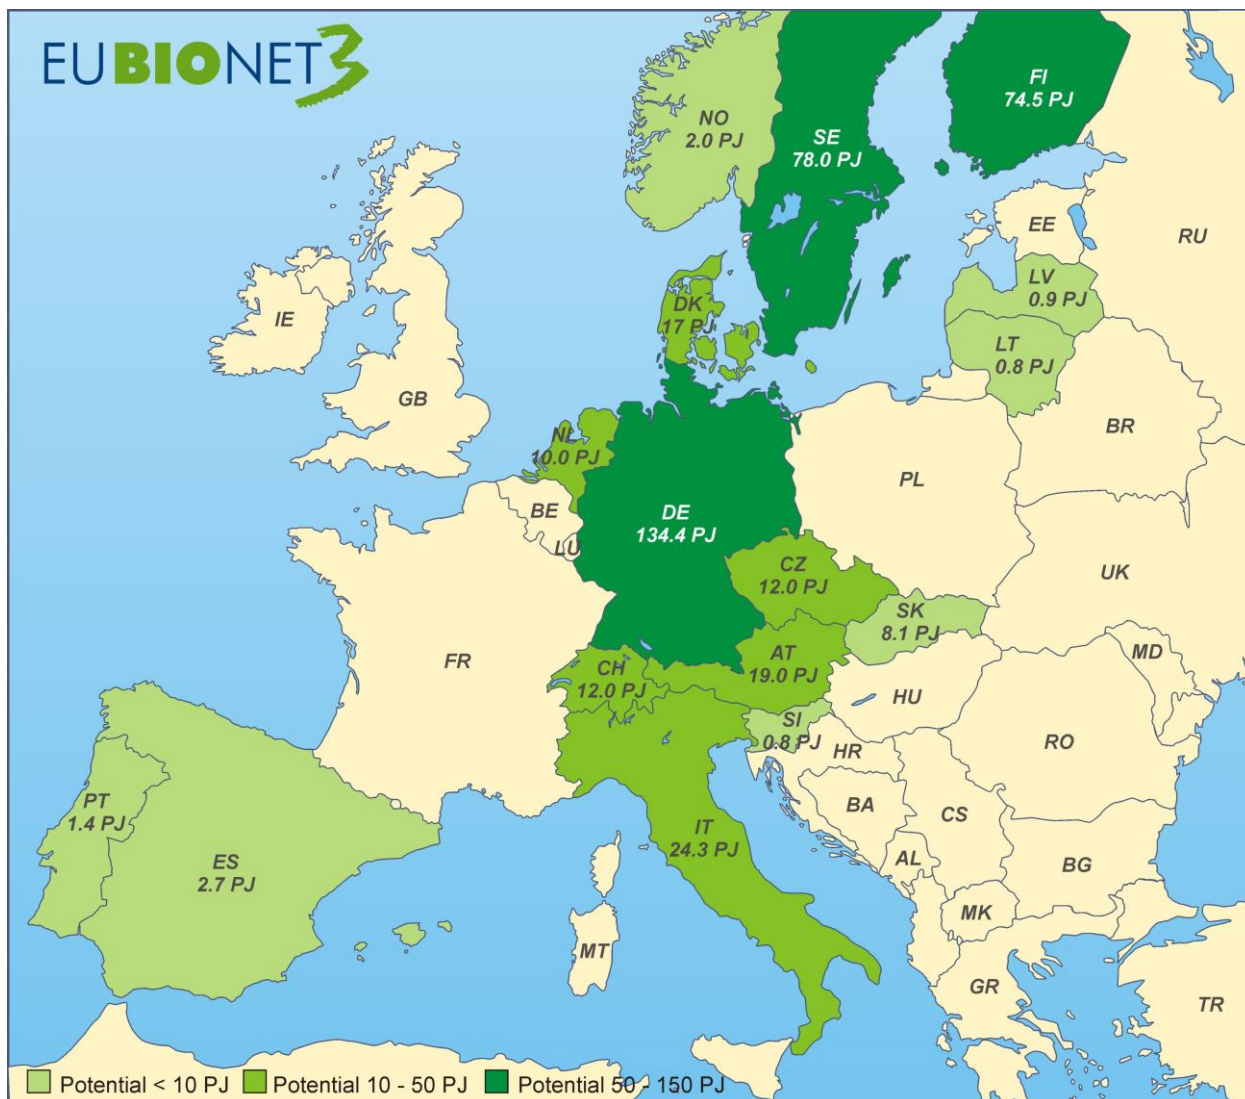 EUBIONET3
FI
74.5 PJ
NO
2.0 PJ
SE
78.0 PJ
EE
RU
LV
0.9 PJ
IE
DK
17 PJ
LT
0.8 PJ
GB
BR
NL
10.0 PJ
PL
BE
DE
134.4 PJ
LU
CZ
12.0 PJ
UK
SK
8.1 PJ
FR
CH
12.0 PJ
AT
19.0 PJ
MD
HU
SI
0.8 PJ
RO
HR
PT
1.4 PJ
BA
CS
IT
24.3 PJ
ES
2.7 PJ
AL
BG
MK
MT
GR
TR
Potential < 10 PJ
Potential 10 - 50 PJ
Potential 50 - 150 PJ